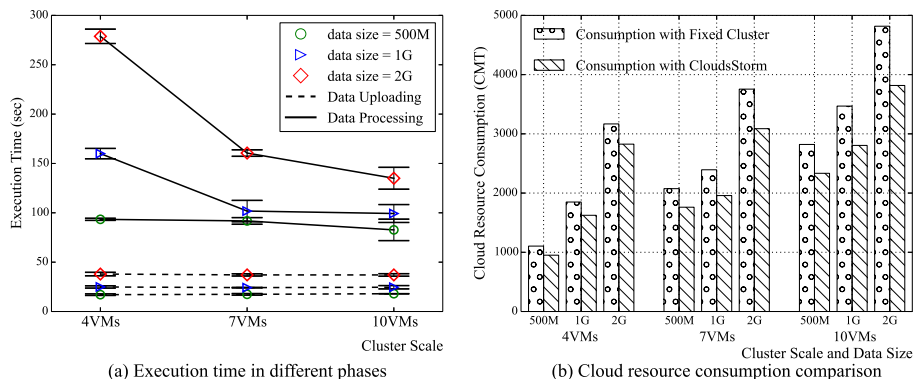 300
250
200
150
100
50
0
Execution Time (sec)
data size = 500M
data size = 1G
data size = 2G
Data Uploading
Data Processing
4VMs 7VMs 10VMs
Cluster Scale
(a) Execution time in different phases
5000
4000
3000
2000
1000
0
Cloud Resource Consumption (CMT)
Consumption with Fixed Cluster
Consumption with CloudsStorm
500M 1G 2G 500M 1G 2G 500M 1G 2G
4VMs 7VMs 10VMs
Cluster Scale and Data Size
(b) Cloud resource consumption comparison